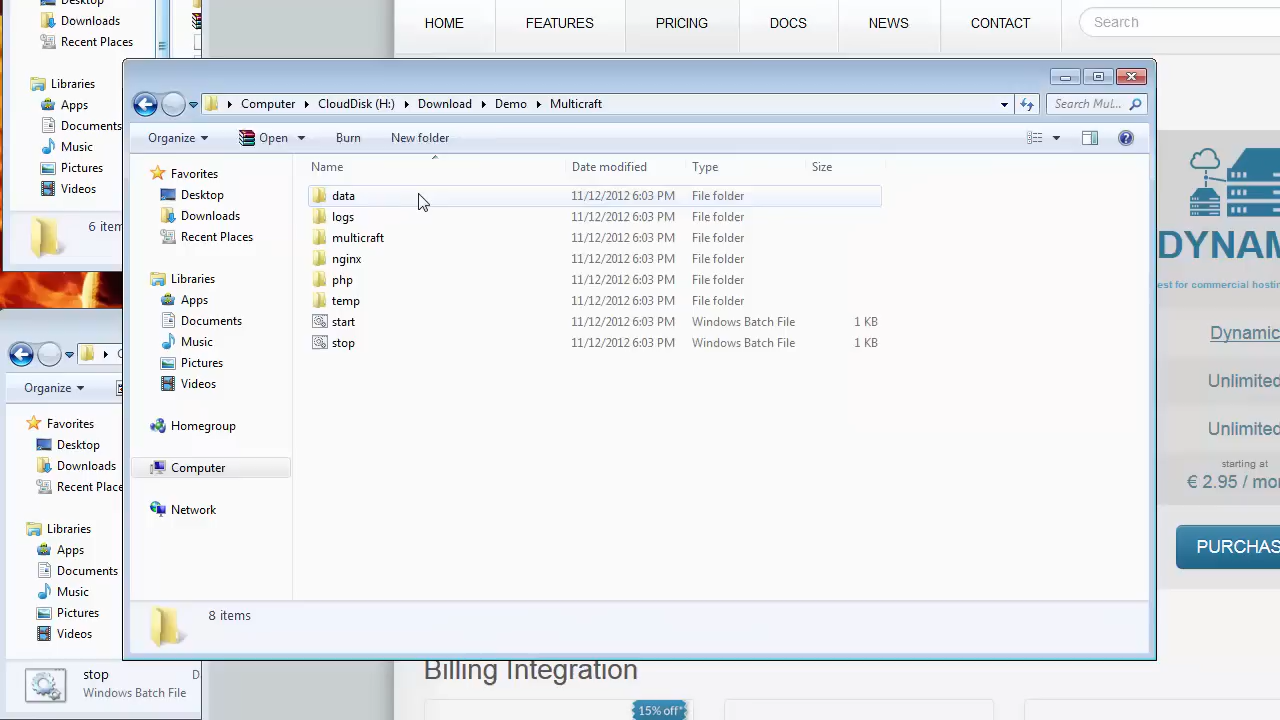 Desktop
Downloads
Recent Places
Libraries
Apps
Documents
Music
Pictures
Videos
6 item
HOME FEATURES PRICING DOCS NEWS CONTACT Search
Computer CloudDisk (H:) Download Demo Multicraft Search Mul...
Organize Open Burn New folder
Name Date modified Type Size
Favorites
Desktop
Downloads
Recent Places
Libraries
Apps
Documents
Music
Pictures
Videos
Homegroup
Computer
Network
data 11/12/2012 6:03 PM File folder
logs 11/12/2012 6:03 PM File folder
multicraft 11/12/2012 6:03 PM File folder
nginx 11/12/2012 6:03 PM File folder
php 11/12/2012 6:03 PM File folder
temp 11/12/2012 6:03 PM File folder
start 11/12/2012 6:03 PM Windows Batch File 1 KB
stop 11/12/2012 6:03 PM Windows Batch File 1 KB
8 items
Organize
Favorites
Desktop
Downloads
Recent Place
Libraries
Apps
Documents
Music
Pictures
Videos
stop D
Windows Batch File
DYNAM
est for commercial hostin
Dynamic
Unlimited
Unlimited
starting at
€ 2.95 / mon
PURCHAS
Billing Integration
15% off*